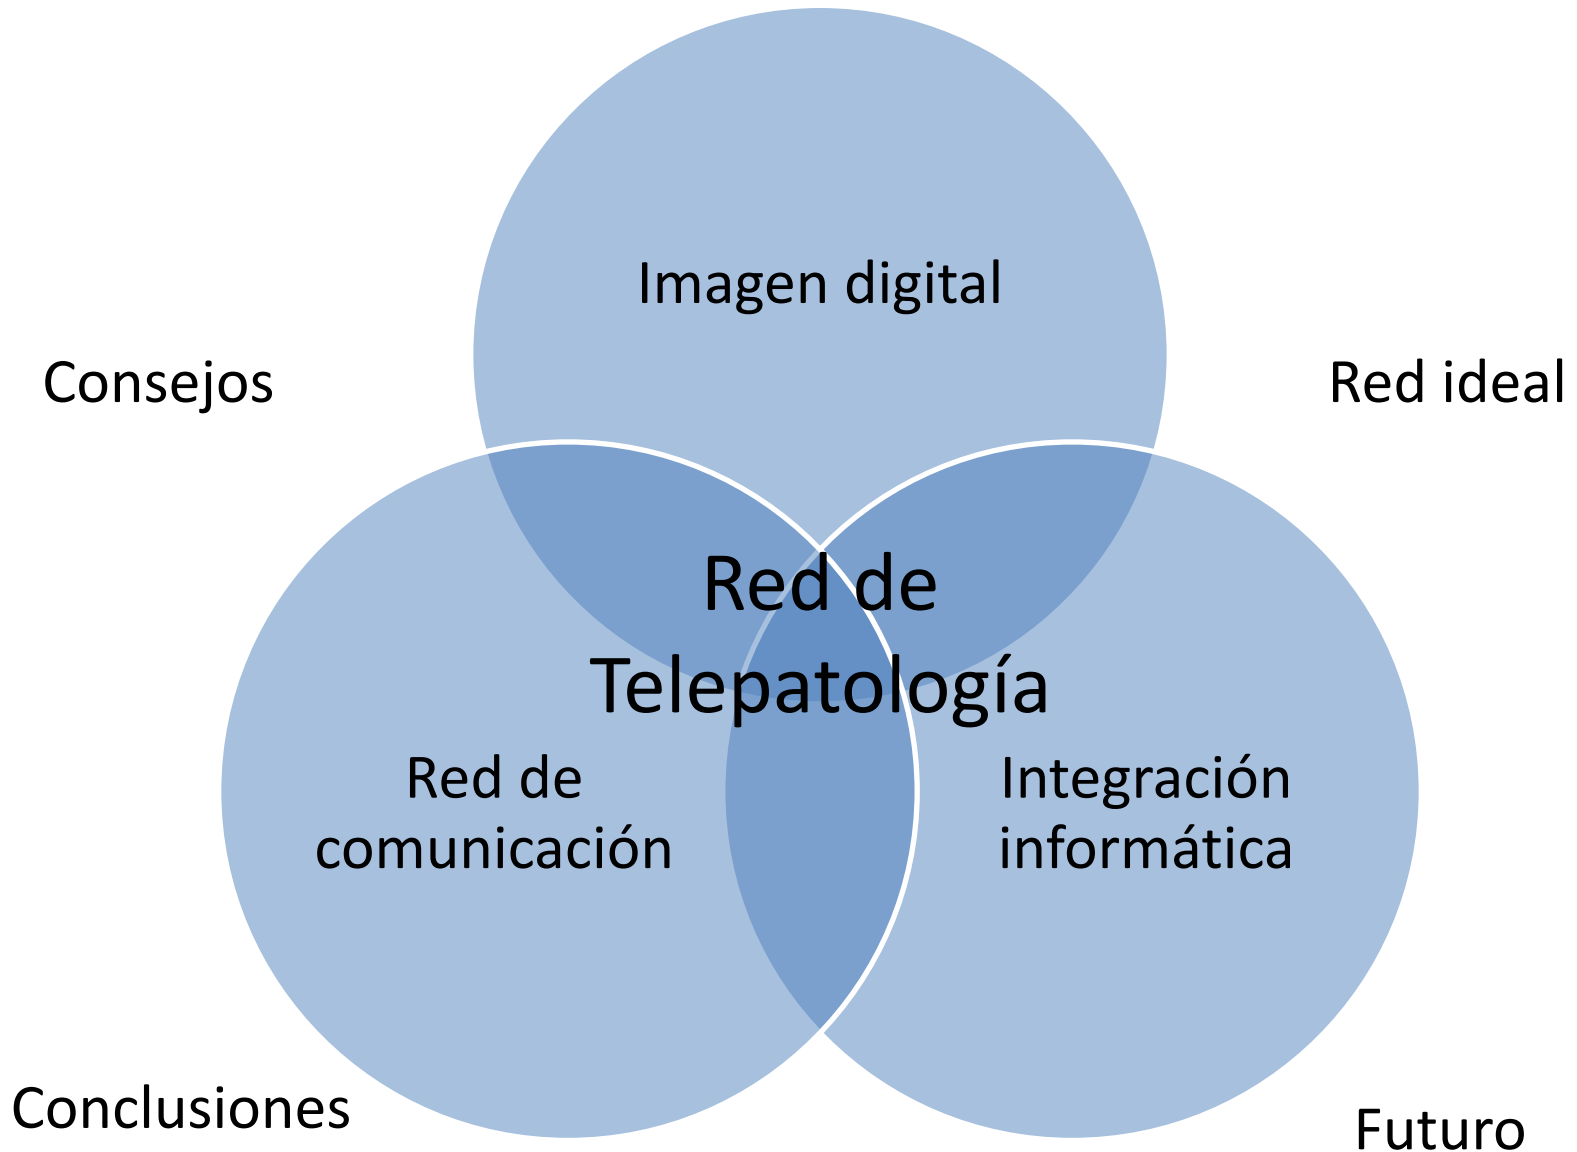 Imagen digital
Consejos
Red ideal
Red de
Telepatología
Red de
comunicación
Integración
informática
Conclusiones
Futuro